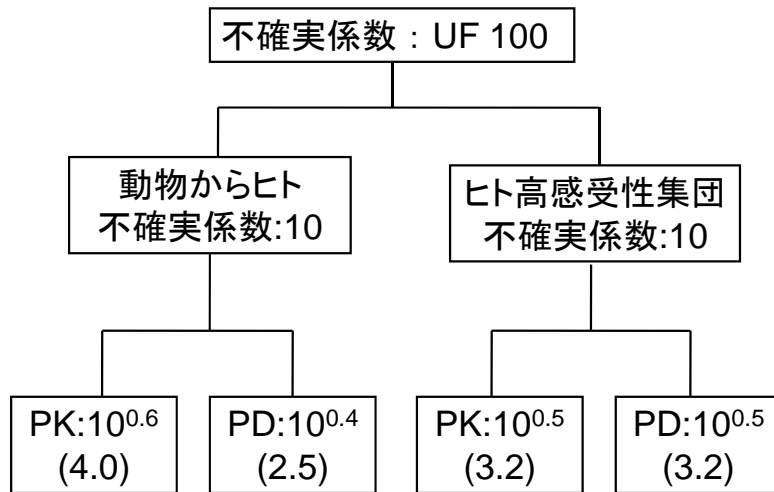 不確実係数：UF 100
動物からヒト
不確実係数:10
ヒト高感受性集団
不確実係数:10
PK:10^0.6
(4.0)
PD:10^0.4
(2.5)
PK:10^0.5
(3.2)
PD:10^0.5
(3.2)